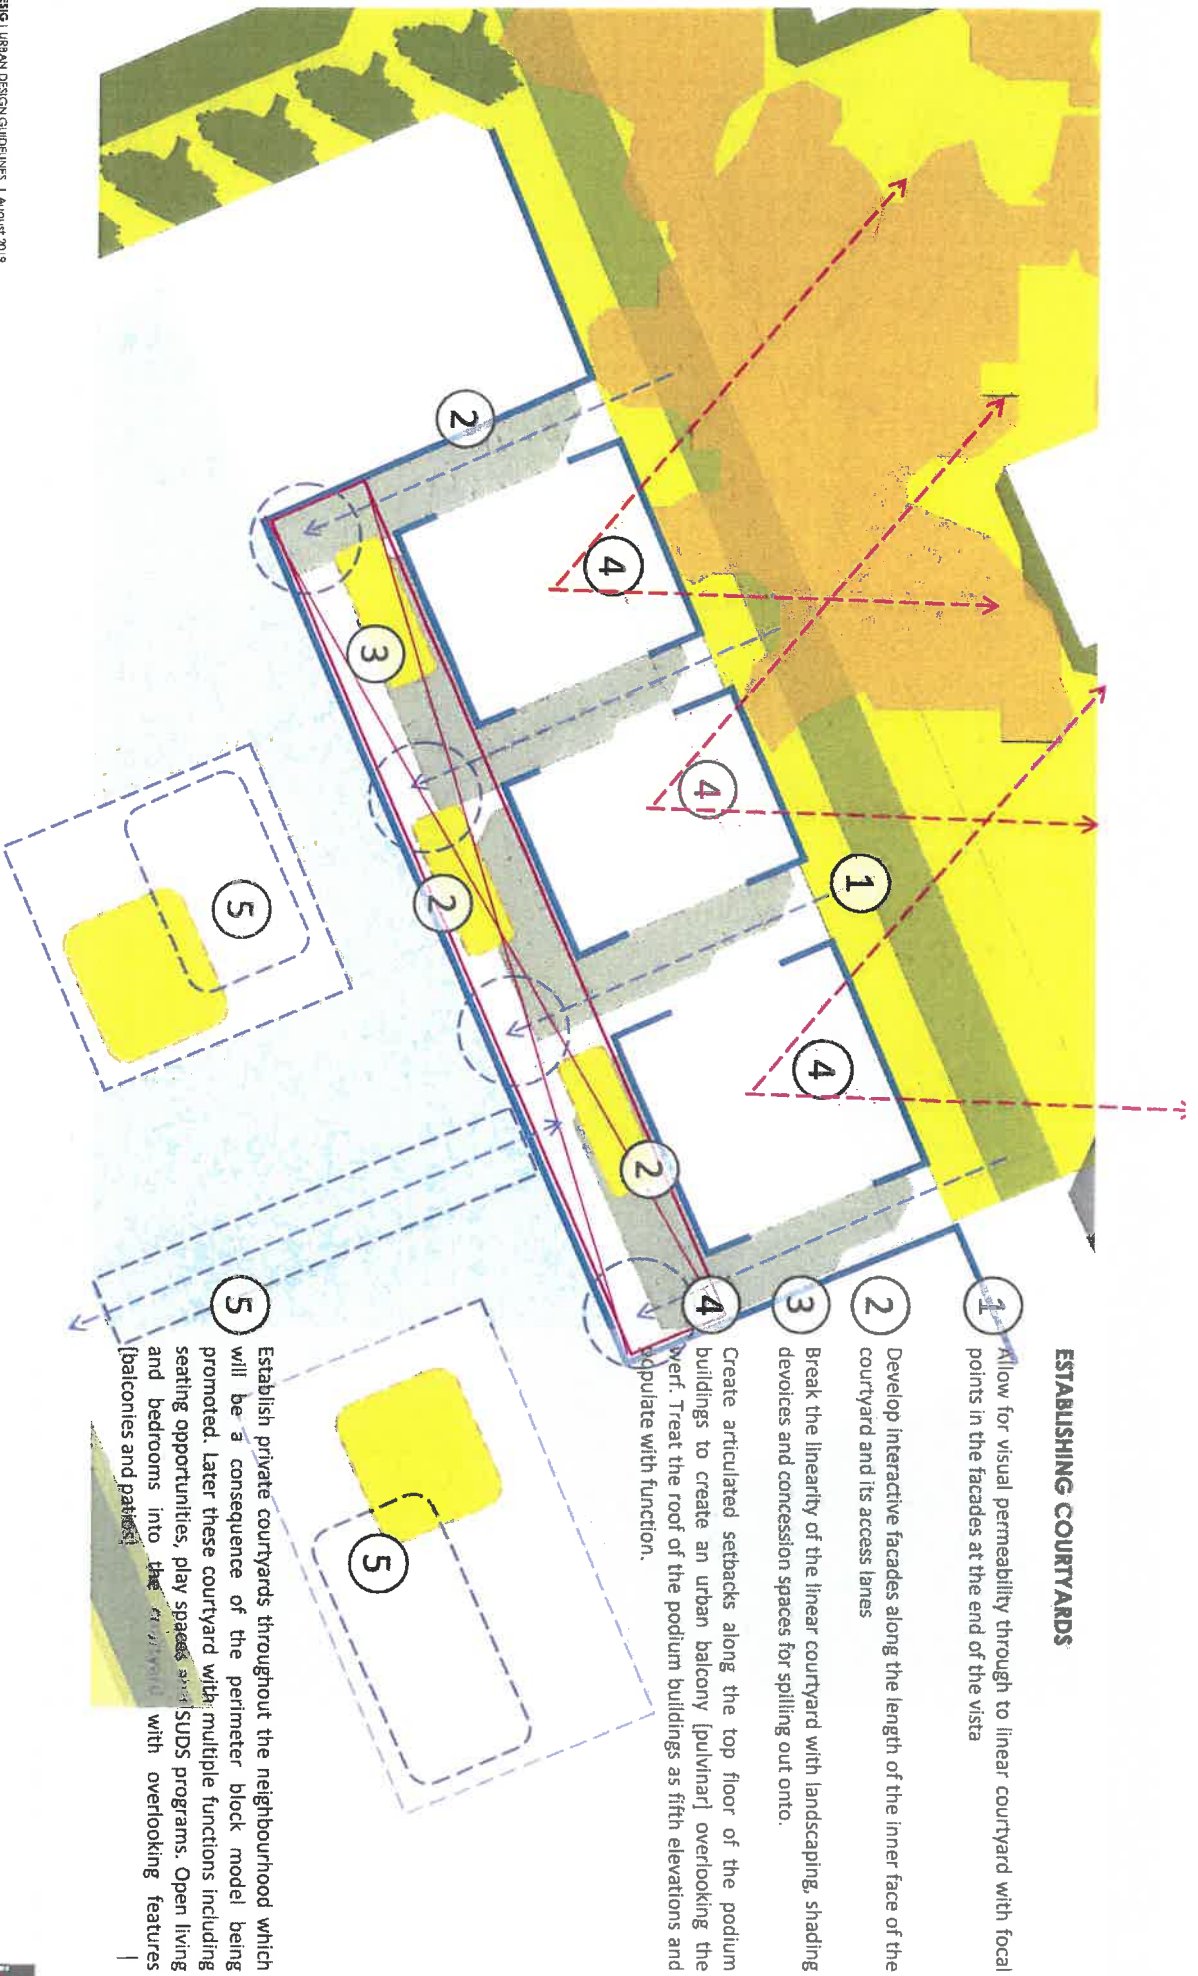 ESTABLISHING COURTYARDS
1
Allow for visual permeability through to linear courtyard with focal
points in the facades at the end of the vista
2
Develop interactive facades along the length of the inner face of the
courtyard and its access lanes
3
Break the linearity of the linear courtyard with landscaping, shading
devoices and concession spaces for spilling out onto.
4
Create articulated setbacks along the top floor of the podium
buildings to create an urban balcony [pulvinar] overlooking the
werf. Treat the roof of the podium buildings as fifth elevations and
populate with function.
5
Establish private courtyards throughout the neighbourhood which
will be a consequence of the perimeter block model being
promoted. Later these courtyard with multiple functions including
seating opportunities, play spaces and SUDS programs. Open living
and bedrooms into the courtyard with overlooking features
[balconies and patios]
1
2
2
2
3
4
4
4
5
5
URBAN DESIGN GUIDELINES | August 2019